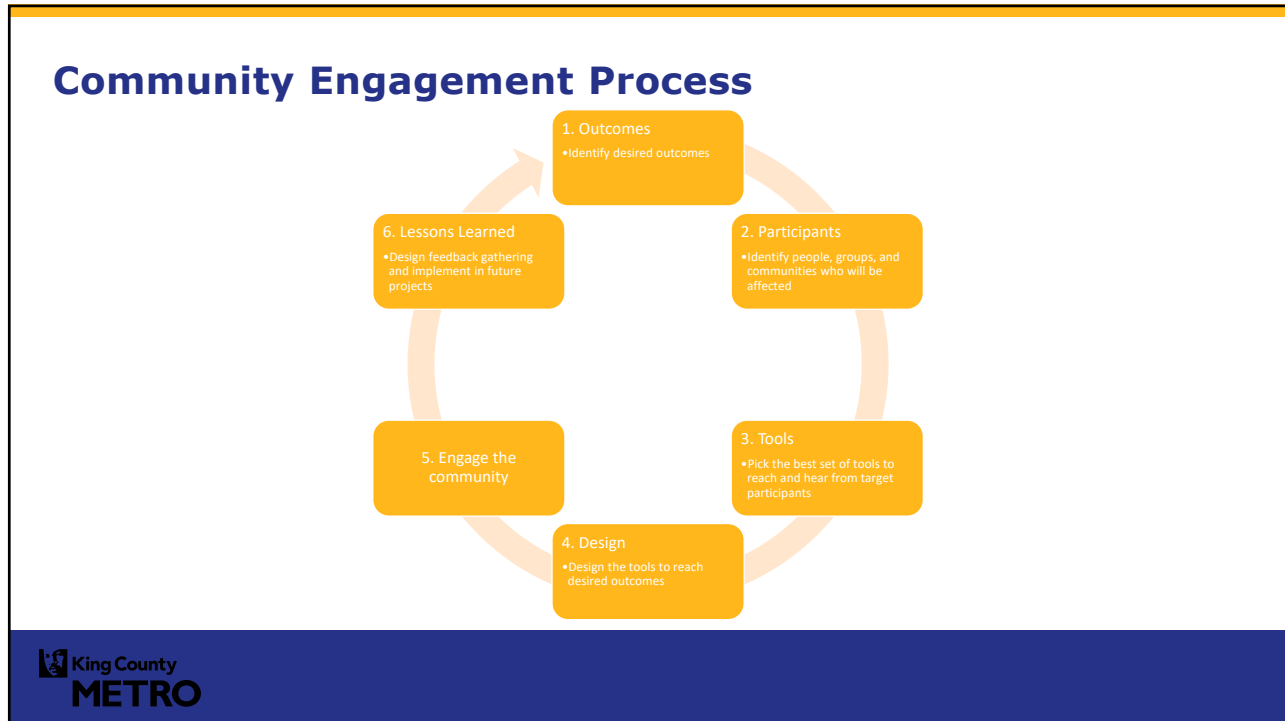 Community Engagement Process
1. Outcomes
•Identify desired outcomes
2. Participants
•Identify people, groups, and
communities who will be
affected
3. Tools
•Pick the best set of tools to
reach and hear from target
participants
4. Design
•Design the tools to reach
desired outcomes
5. Engage the
community
6. Lessons Learned
•Design feedback gathering
and implement in future
projects
King County
METRO